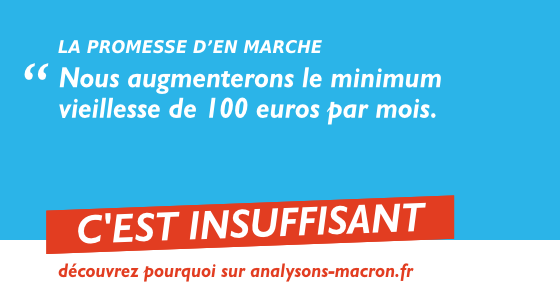 LA PROMESSE D’EN MARCHE
“ Nous augmenterons le minimum
vieillesse de 100 euros par mois.
C'EST INSUFFISANT
découvrez pourquoi sur analysons-macron.fr